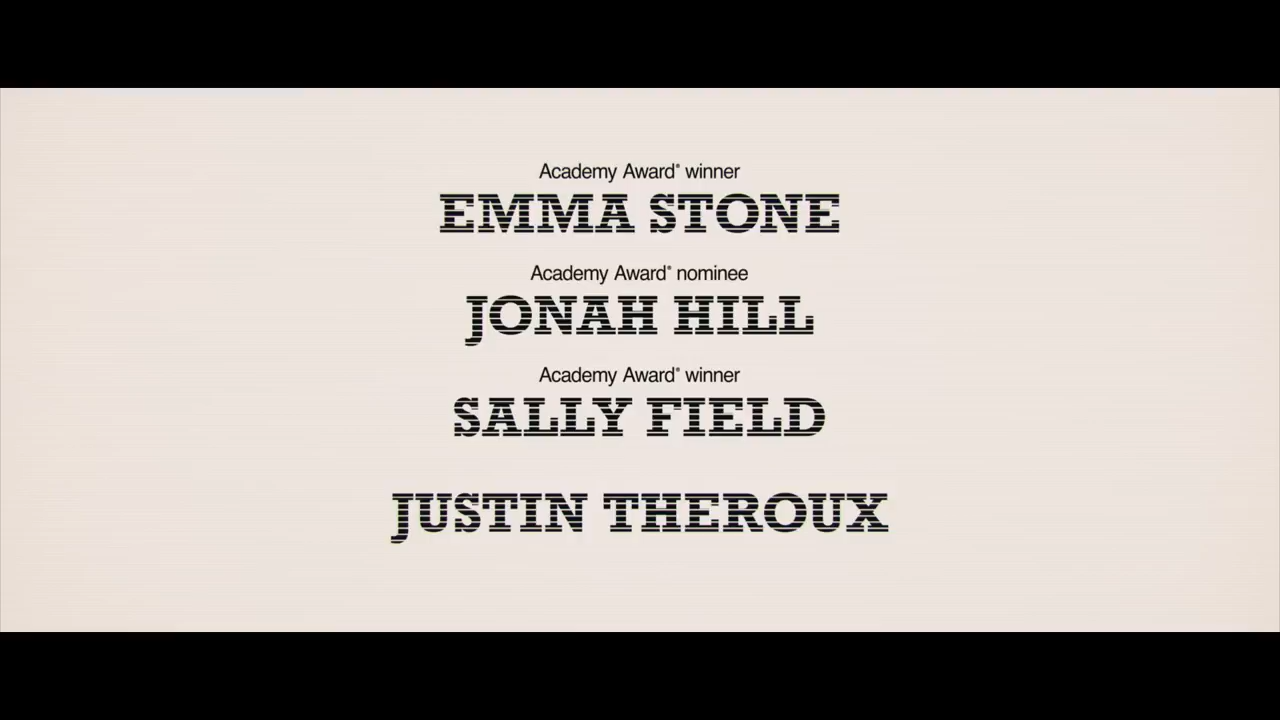 Academy Award® winner
EMMA STONE
Academy Award® nominee
JONAH HILL
Academy Award® winner
SALLY FIELD
JUSTIN THEROUX